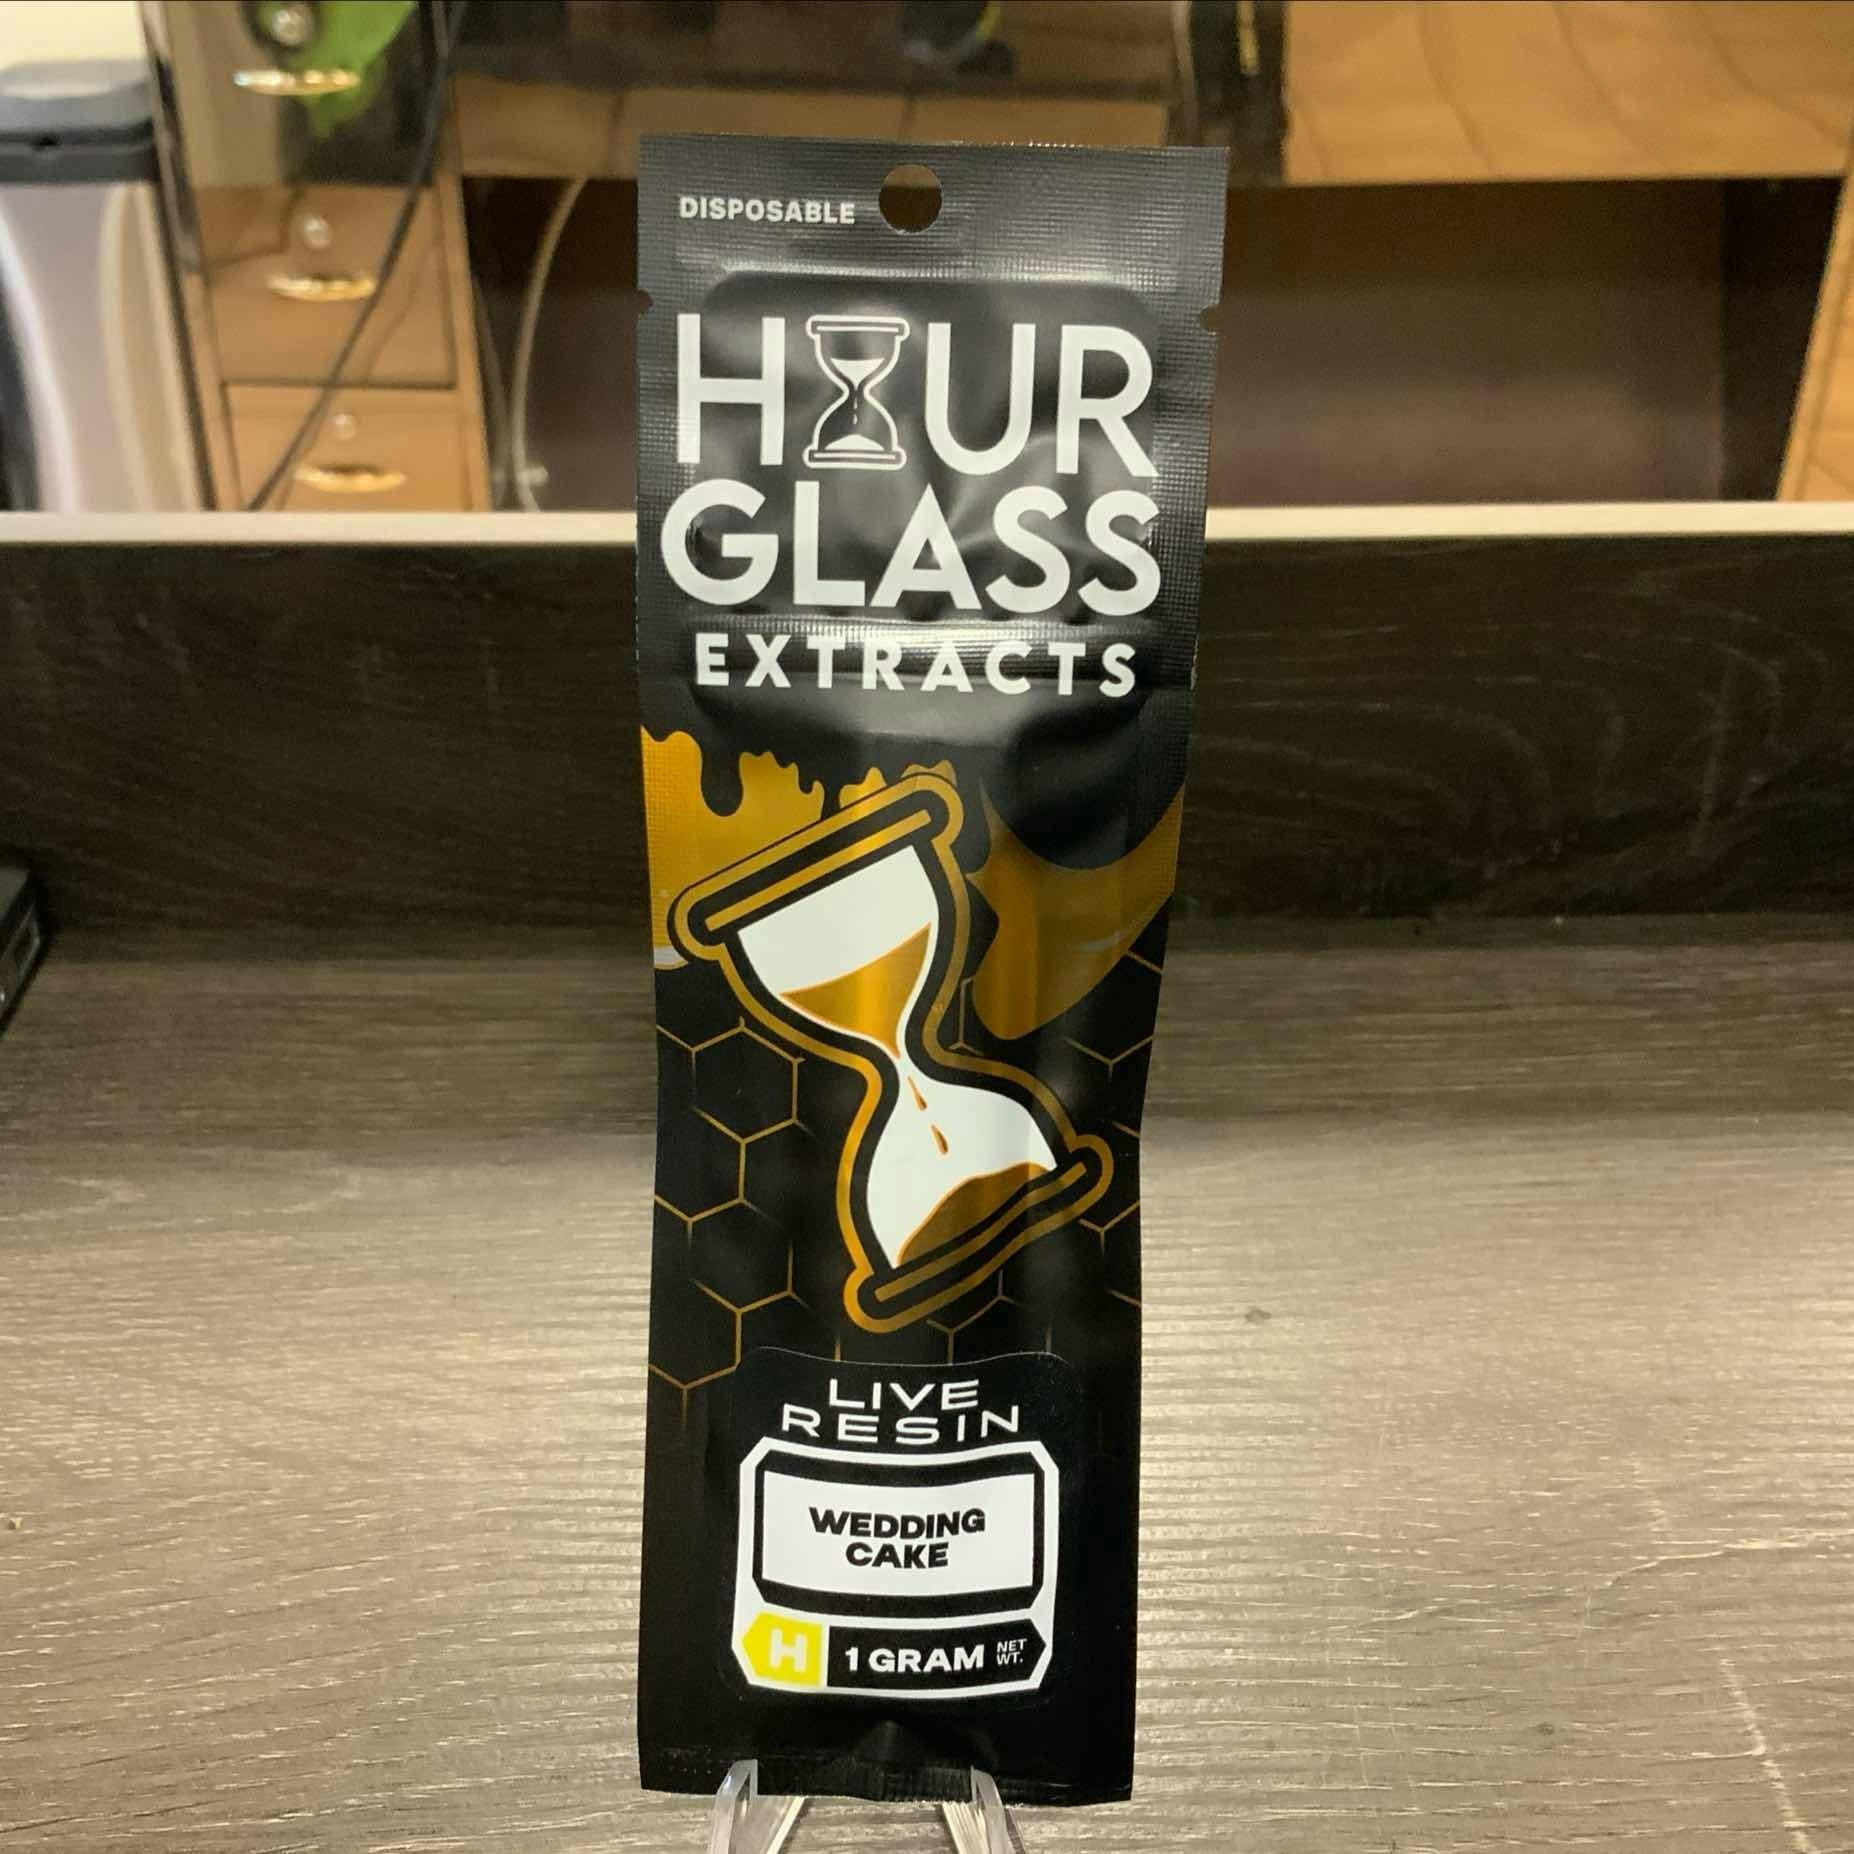 DISPOSABLE
HOUR
GLASS
EXTRACTS
LIVE
RESIN
WEDDING
CAKE
H 1 GRAM NET
WT.